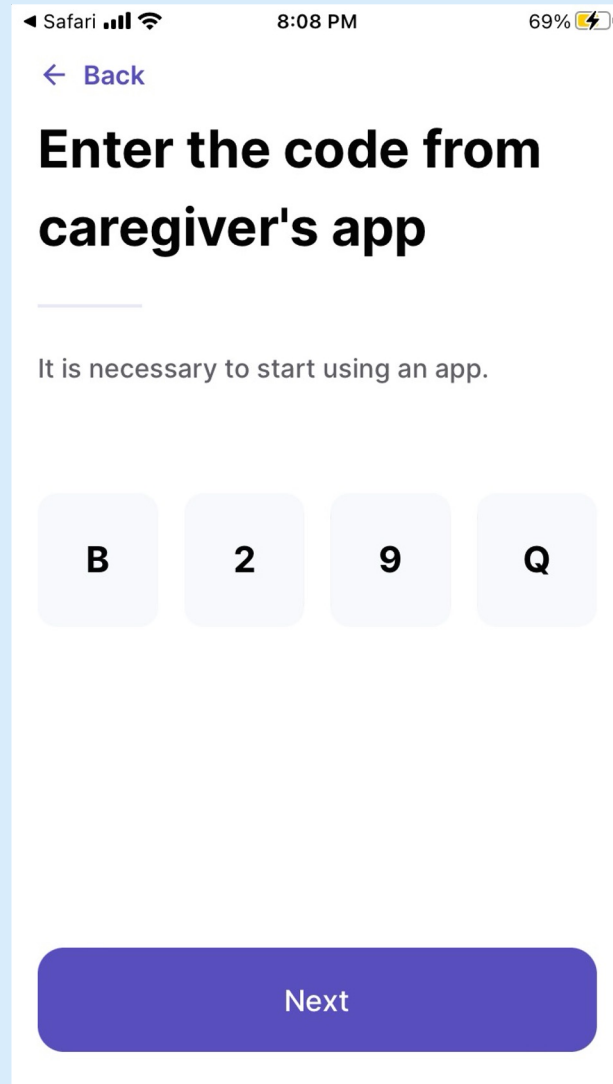 ◀ Safari 8:08 PM 69%
← Back
Enter the code from
caregiver's app
It is necessary to start using an app.
B 2 9 Q
Next